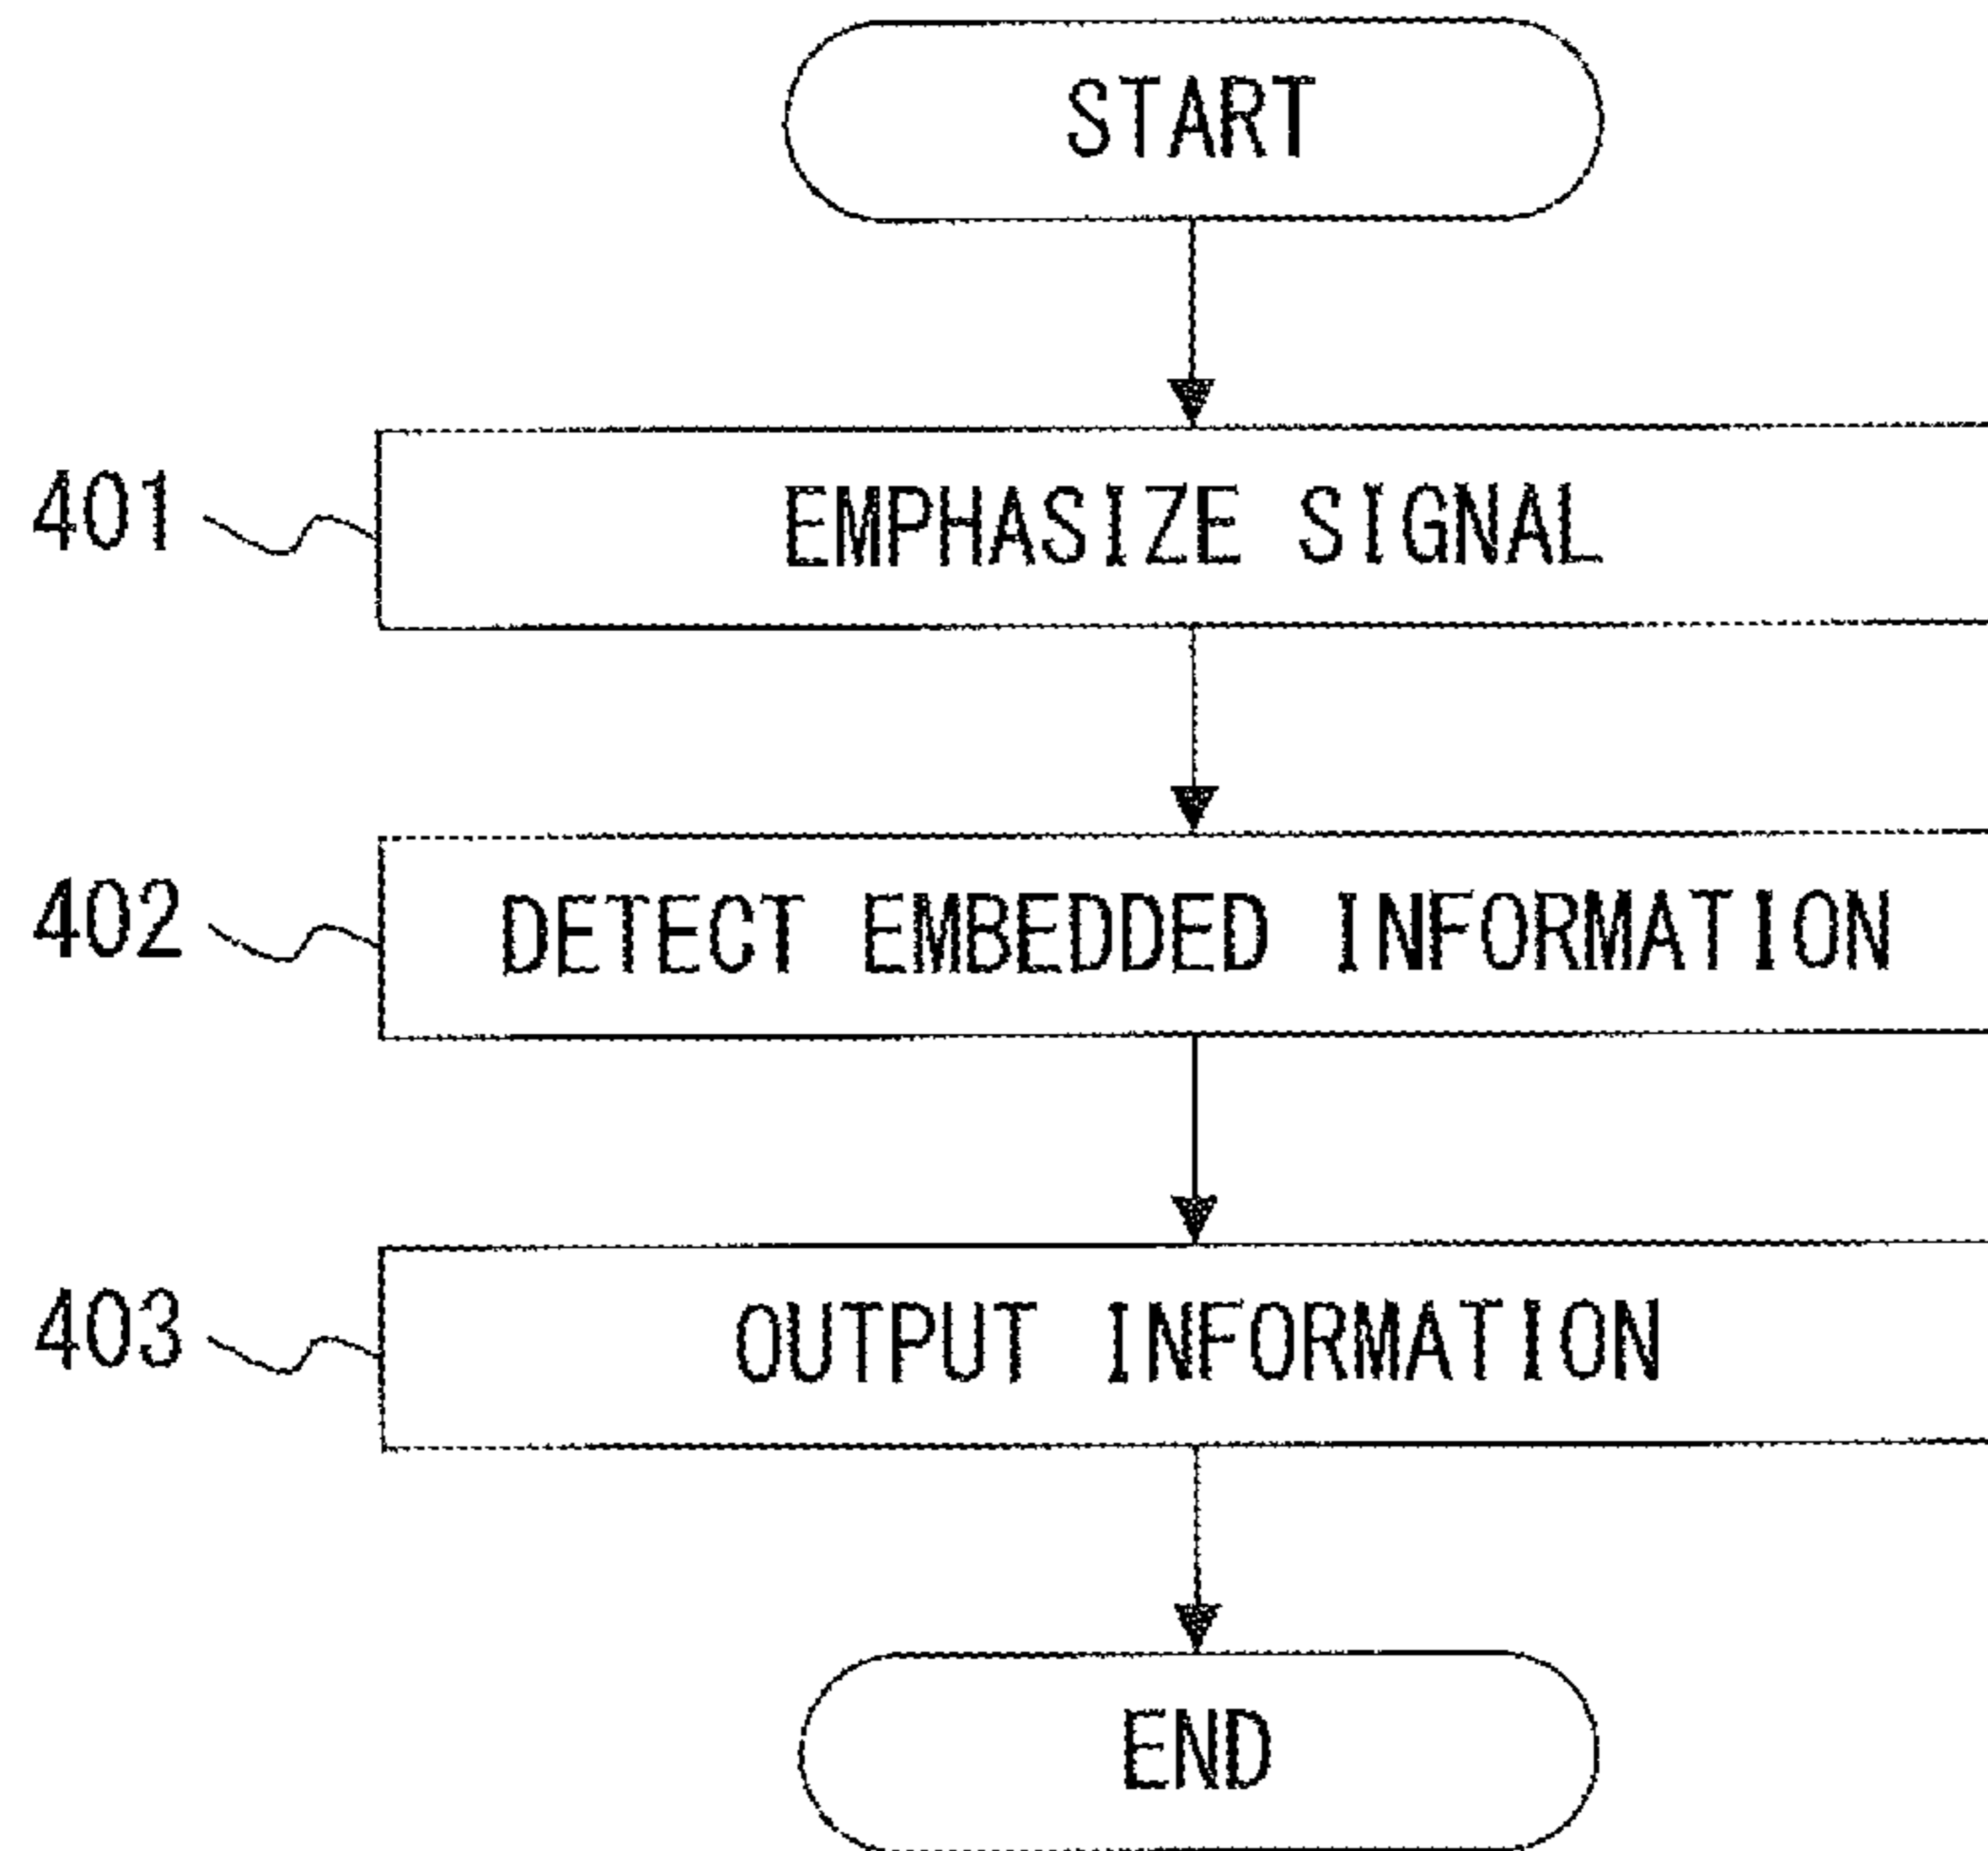 START
401 EMPHASIZE SIGNAL
402 DETECT EMBEDDED INFORMATION
403 OUTPUT INFORMATION
END